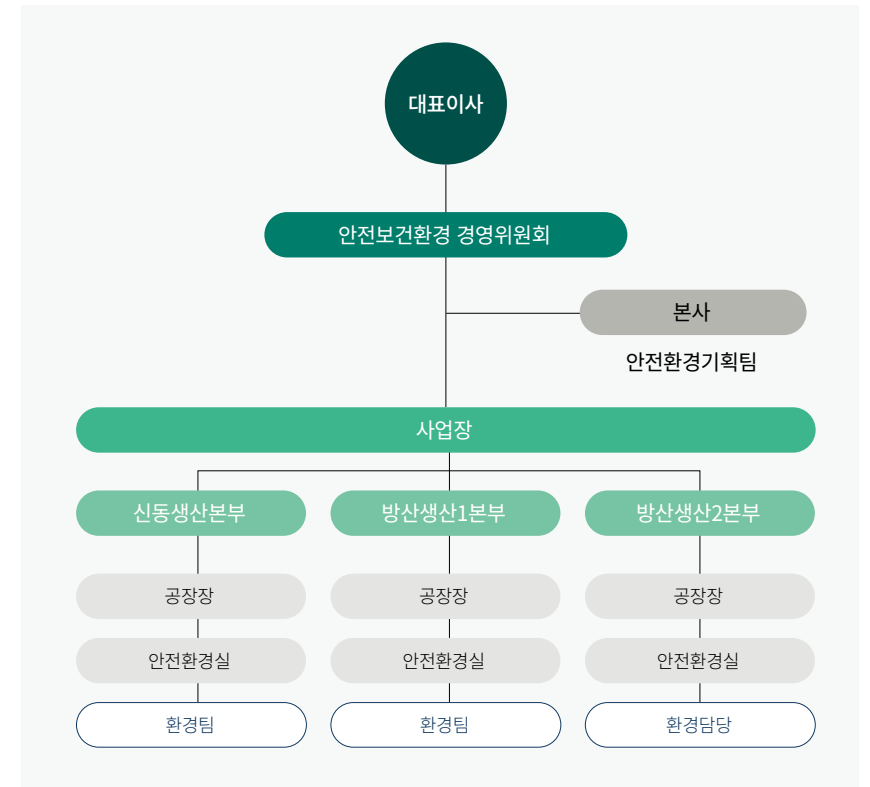 대표이사
안전보건환경 경영위원회
본사
안전환경기획팀
사업장
신동생산본부 방산생산1본부 방산생산2본부
공장장 공장장 공장장
안전환경실 안전환경실 안전환경실
환경팀 환경팀 환경담당